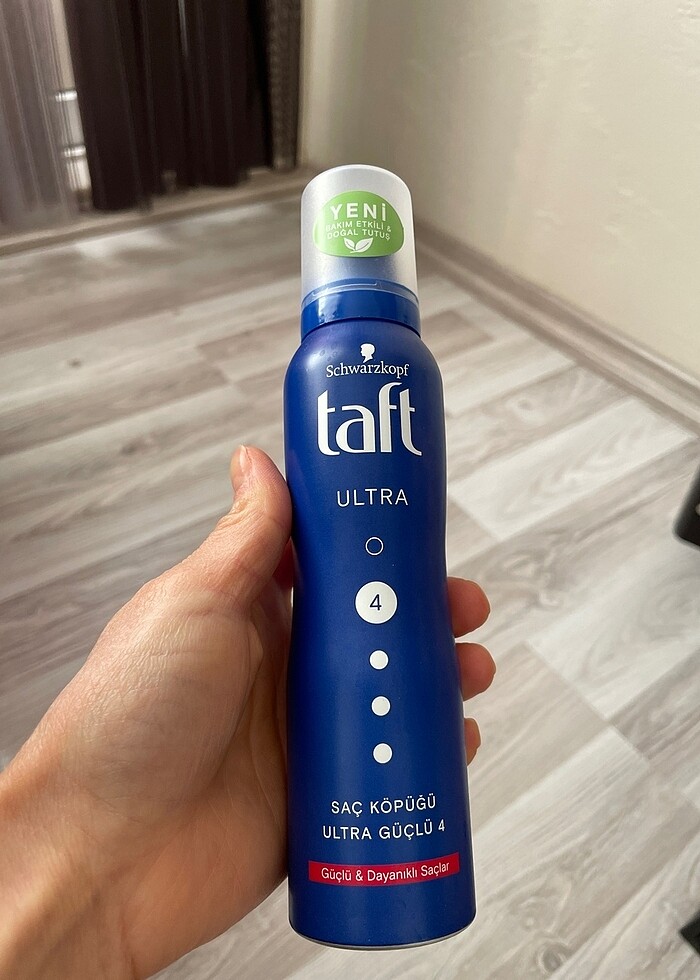 YENİ
BAKIM ETKİLİ &
DOĞAL TUTUŞ
Schwarzkopf
taft
ULTRA
4
SAÇ KÖPÜĞÜ
ULTRA GÜÇLÜ 4
Güçlü & Dayanıklı Saçlar